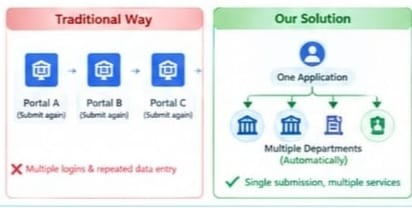 Traditional Way
Portal A
(Submit again)
Portal B
(Submit again)
Portal C
(Submit again)
Multiple logins & repeated data entry
Our Solution
One Application
Multiple Departments
(Automatically)
Single submission, multiple services